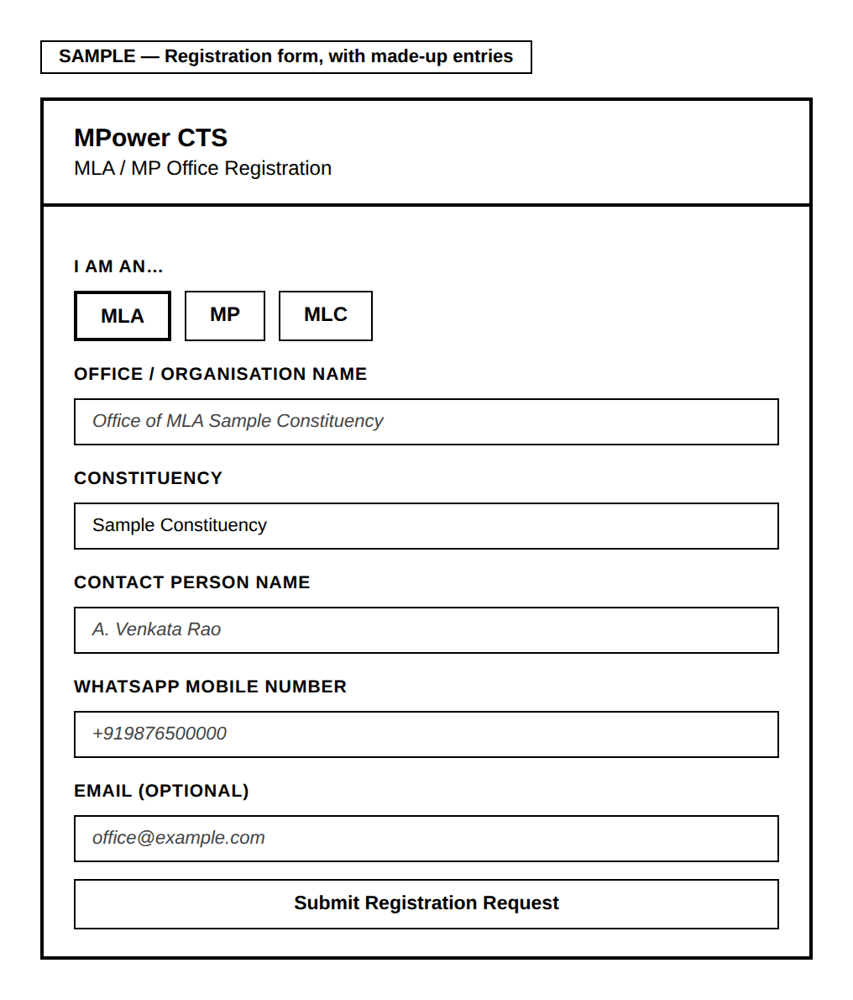 SAMPLE — Registration form, with made-up entries
MPower CTS
MLA / MP Office Registration
I AM AN…
MLA MP MLC
OFFICE / ORGANISATION NAME
Office of MLA Sample Constituency
CONSTITUENCY
Sample Constituency
CONTACT PERSON NAME
A. Venkata Rao
WHATSAPP MOBILE NUMBER
+919876500000
EMAIL (OPTIONAL)
office@example.com
Submit Registration Request